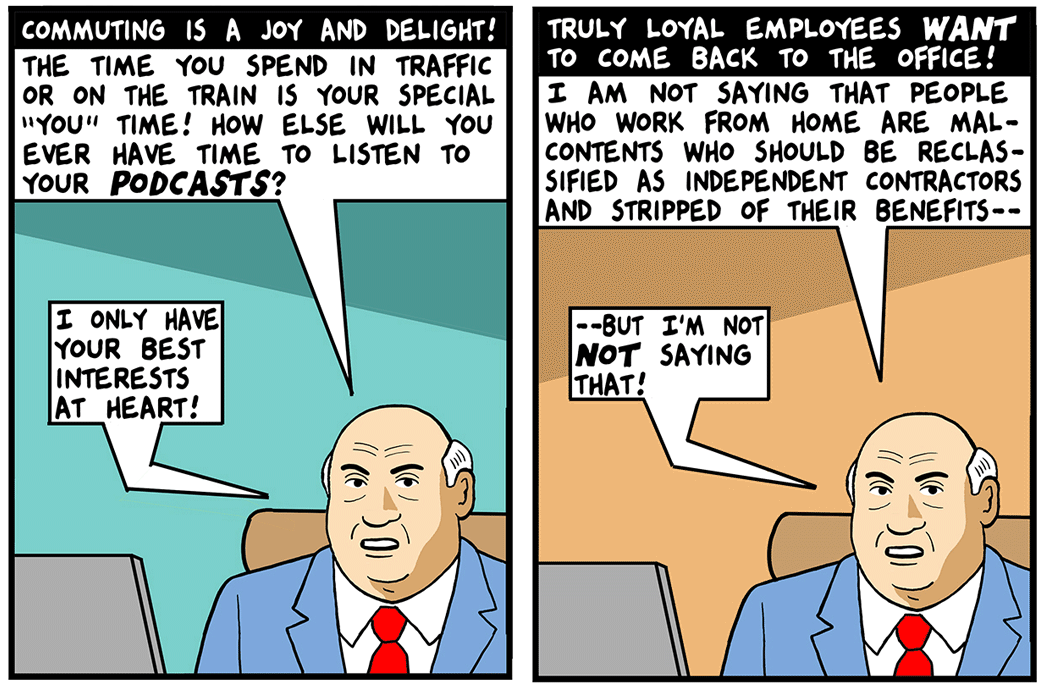 COMMUTING IS A JOY AND DELIGHT!
THE TIME YOU SPEND IN TRAFFIC
OR ON THE TRAIN IS YOUR SPECIAL
"YOU" TIME! HOW ELSE WILL YOU
EVER HAVE TIME TO LISTEN TO
YOUR PODCASTS?
I ONLY HAVE
YOUR BEST
INTERESTS
AT HEART!
TRULY LOYAL EMPLOYEES WANT
TO COME BACK TO THE OFFICE!
I AM NOT SAYING THAT PEOPLE
WHO WORK FROM HOME ARE MAL-
CONTENTS WHO SHOULD BE RECLAS-
SIFIED AS INDEPENDENT CONTRACTORS
AND STRIPPED OF THEIR BENEFITS--
--BUT I'M NOT
NOT SAYING
THAT!